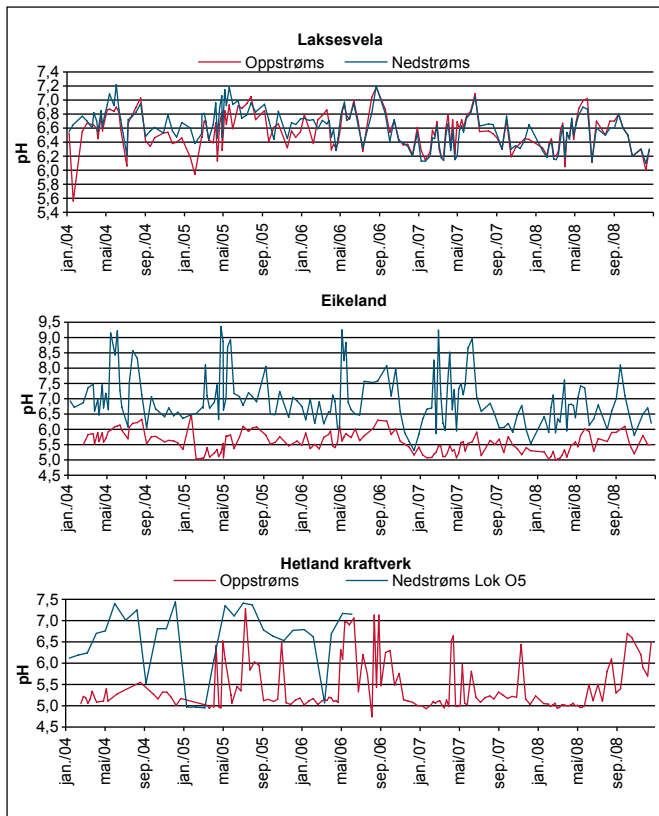 Laksesvela
Oppstrøms Nedstrøms
7,4
7,2
7,0
6,8
6,6
6,4
6,2
6,0
5,8
5,6
5,4
pH
jan./04 mai/04 sep./04 jan./05 mai/05 sep./05 jan./06 mai/06 sep./06 jan./07 mai/07 sep./07 jan./08 mai/08 sep./08
Eikeland
9,5
9,0
8,5
8,0
7,5
7,0
6,5
6,0
5,5
5,0
4,5
pH
jan./04 mai/04 sep./04 jan./05 mai/05 sep./05 jan./06 mai/06 sep./06 jan./07 mai/07 sep./07 jan./08 mai/08 sep./08
Hetland kraftverk
Oppstrøms Nedstrøms Lok O5
7,5
7,0
6,5
6,0
5,5
5,0
4,5
pH
jan./04 mai/04 sep./04 jan./05 mai/05 sep./05 jan./06 mai/06 sep./06 jan./07 mai/07 sep./07 jan./08 mai/08 sep./08